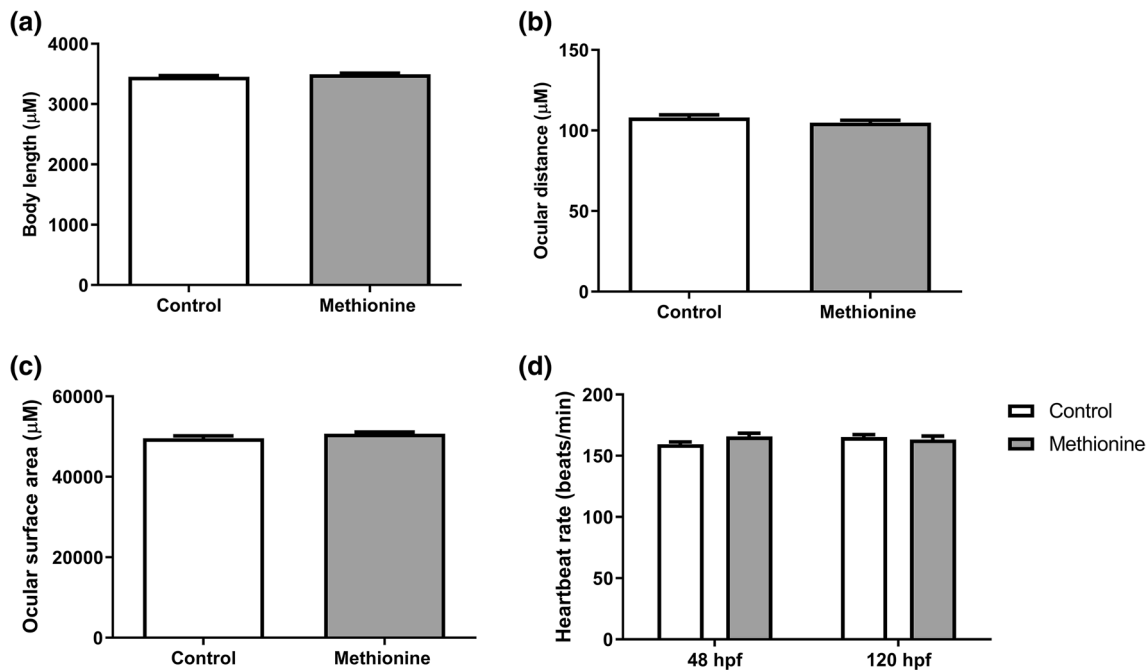 (a)
4000
3000
2000
1000
0
Body length (μM)
Control
Methionine
(b)
150
100
50
0
Ocular distance (μM)
Control
Methionine
(c)
60000
40000
20000
0
Ocular surface area (μM)
Control
Methionine
(d)
200
150
100
50
0
Heartbeat rate (beats/min)
48 hpf
120 hpf
Control
Methionine